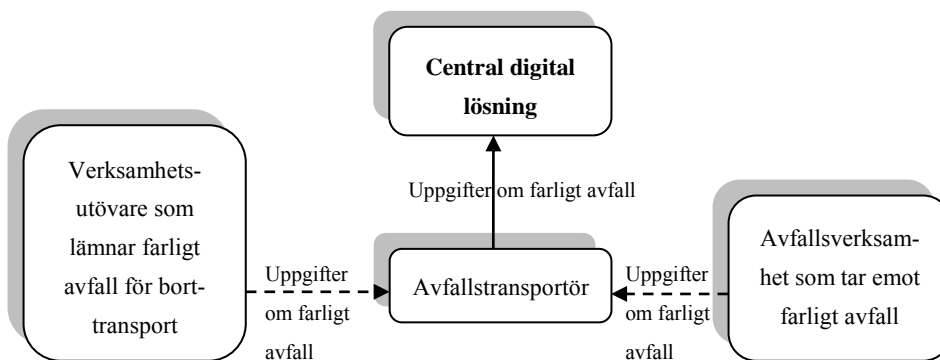 Central digital
lösning
Verksamhets-
utövare som
lämnar farligt
avfall för bort-
transport
Uppgifter om farligt avfall
Avfallsverksam-
het som tar emot
farligt avfall
Uppgifter
om farligt
avfall
Avfallstransportör
Uppgifter
om farligt
avfall